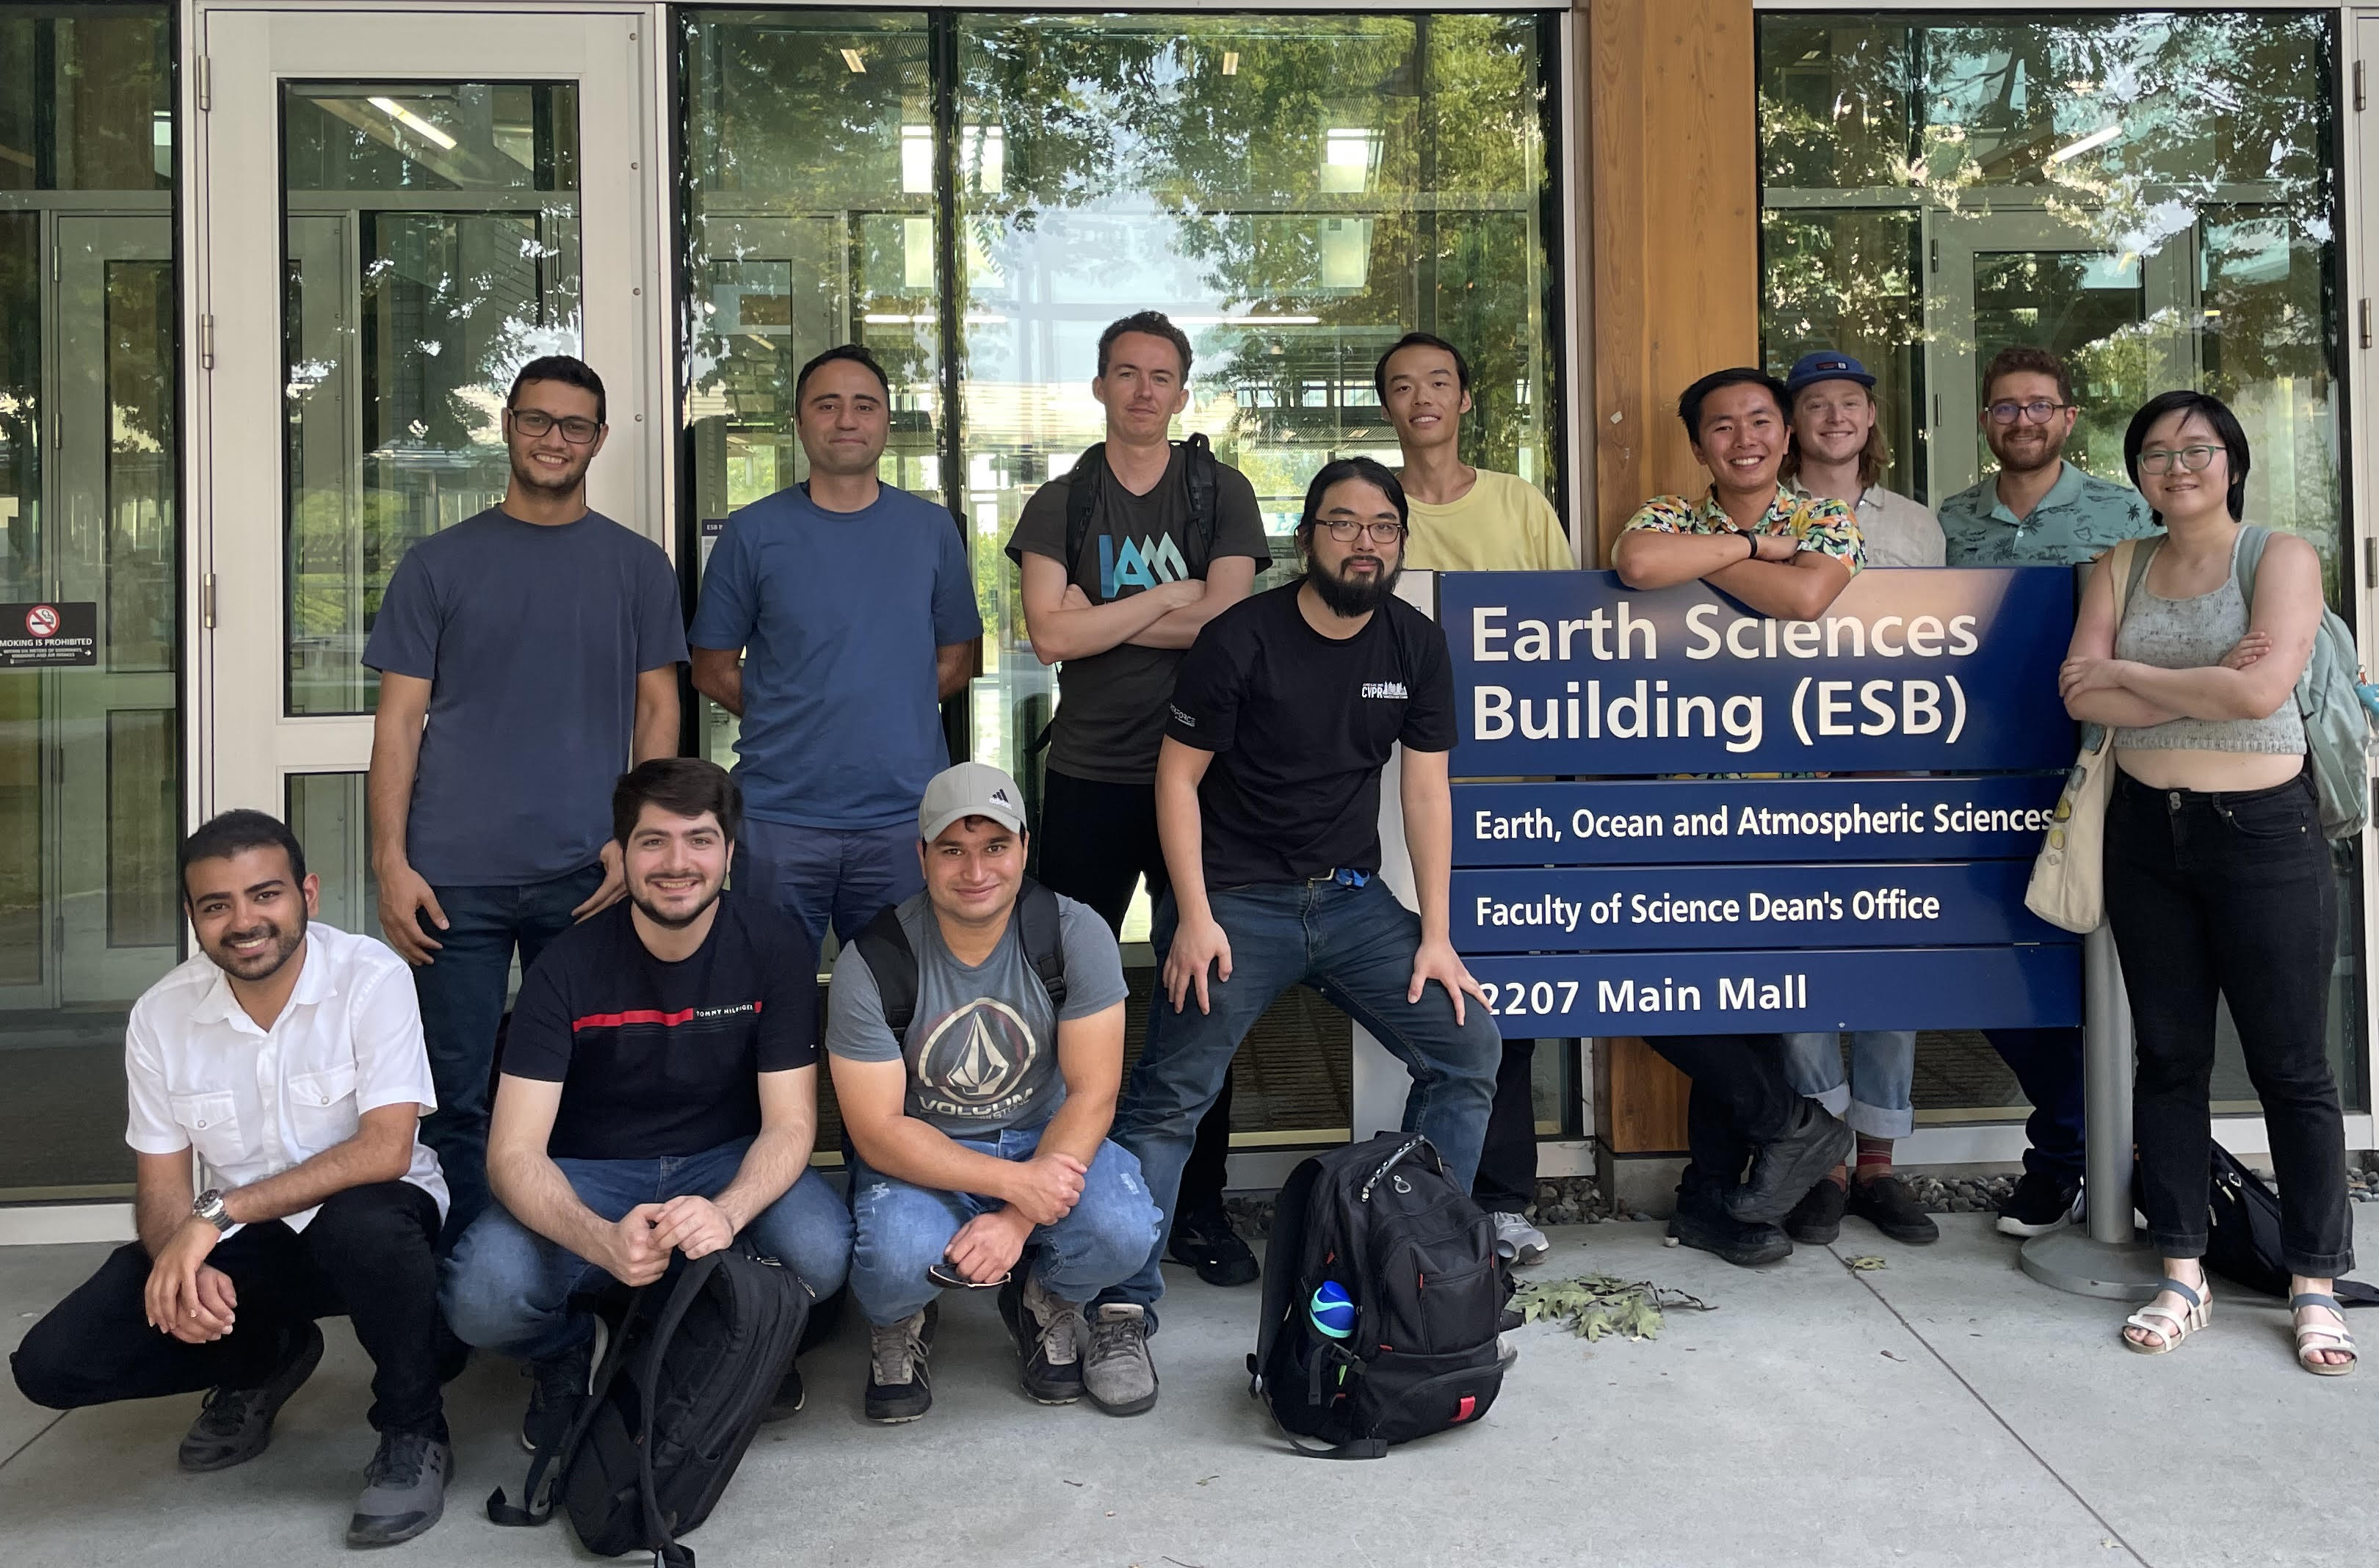 SMOKING IS PROHIBITED
IAM
CVPR
Earth Sciences
Building (ESB)
Earth, Ocean and Atmospheric Sciences
Faculty of Science Dean's Office
2207 Main Mall
TOMMY HILFIGER
adidas
VOLCOM